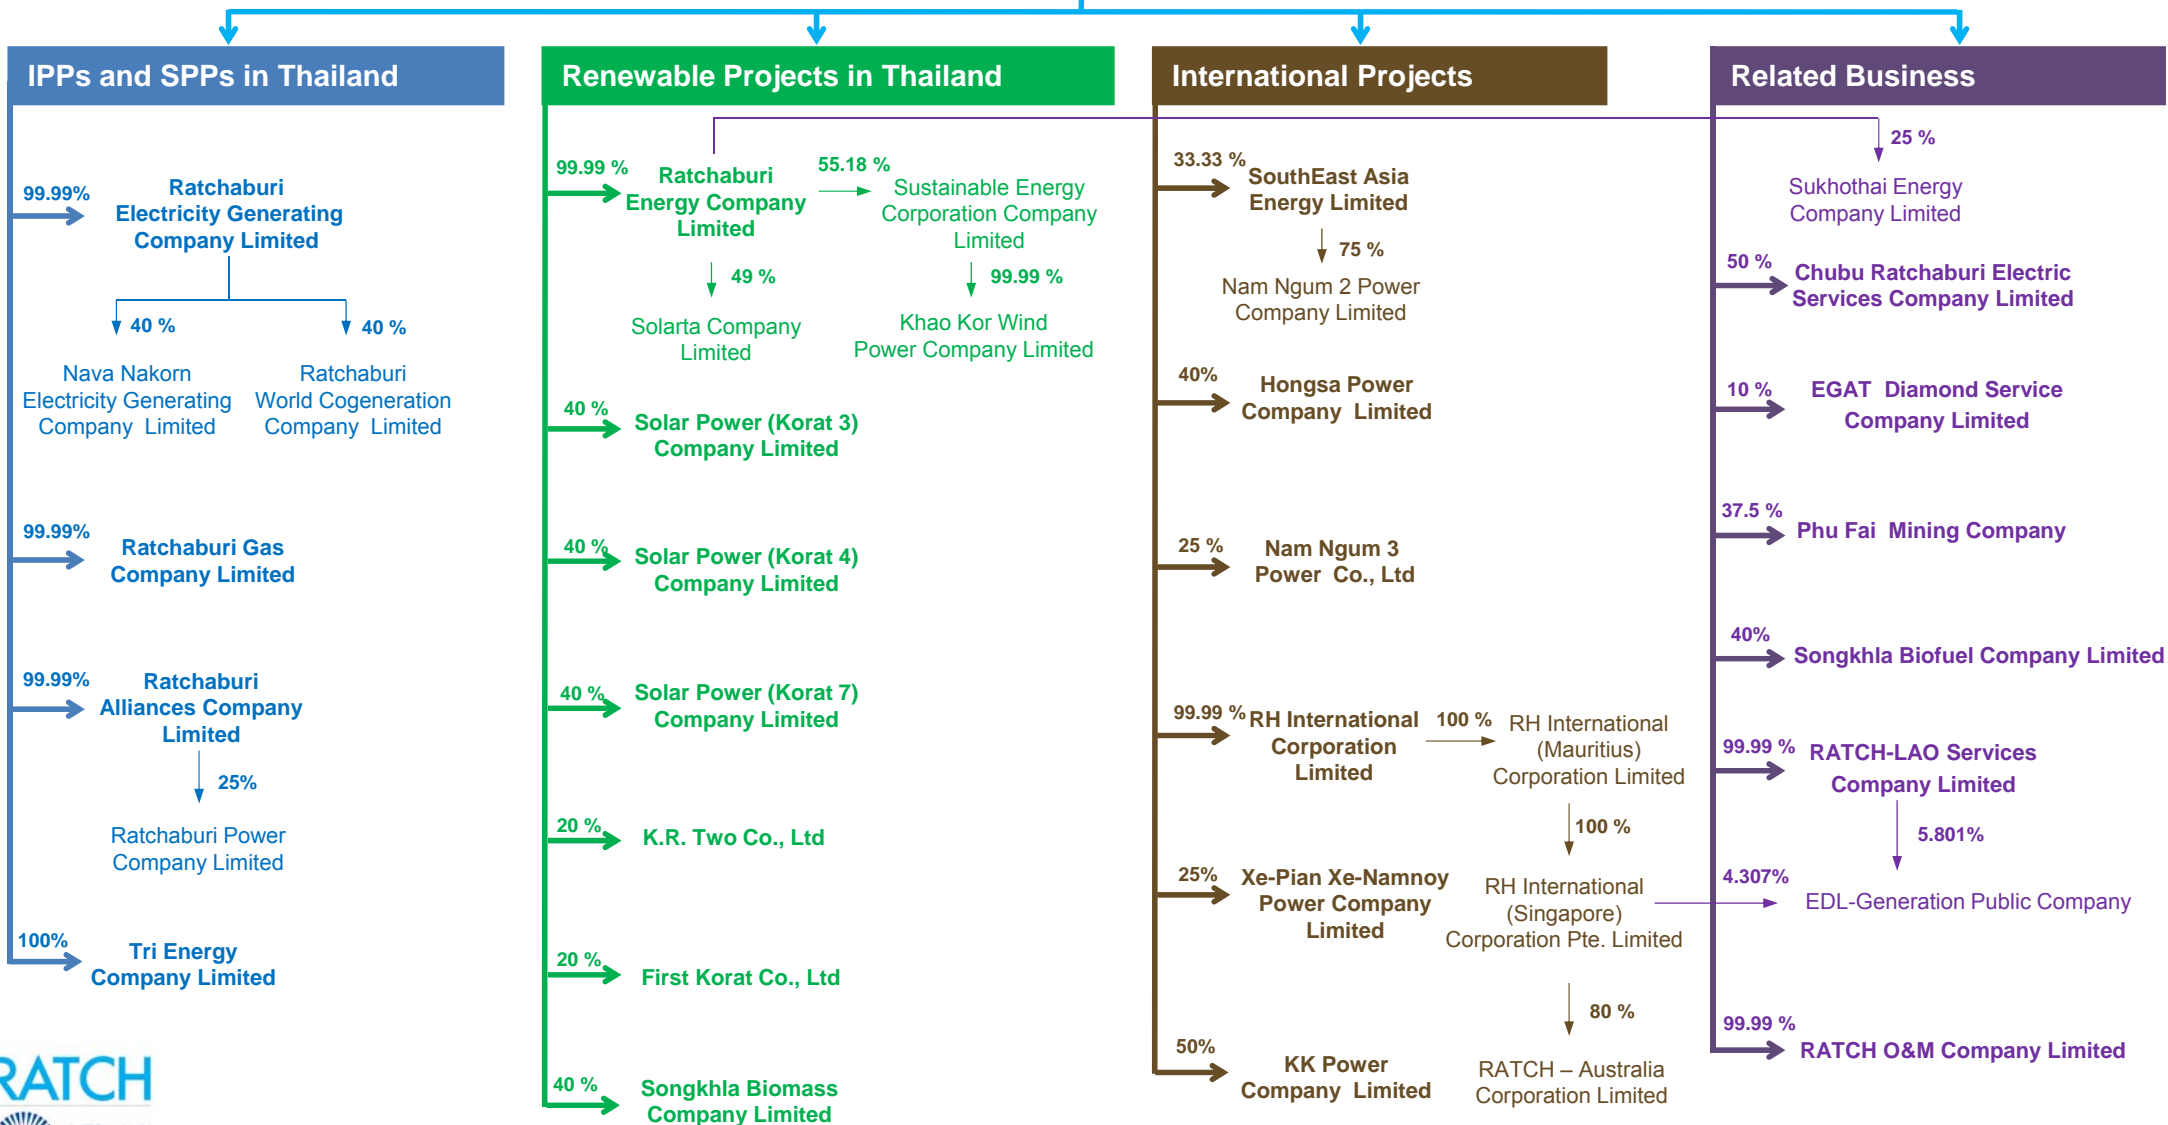 IPPs and SPPs in Thailand
99.99%
Ratchaburi
Electricity Generating
Company Limited
40 %
40 %
Nava Nakorn
Electricity Generating
Company Limited
Ratchaburi
World Cogeneration
Company Limited
99.99%
Ratchaburi Gas
Company Limited
99.99%
Ratchaburi
Alliances Company
Limited
25%
Ratchaburi Power
Company Limited
100%
Tri Energy
Company Limited
RATCH
Renewable Projects in Thailand
99.99 %
Ratchaburi
Energy Company
Limited
55.18 %
Sustainable Energy
Corporation Company
Limited
49 %
99.99 %
Solarta Company
Limited
Khao Kor Wind
Power Company Limited
40 %
Solar Power (Korat 3)
Company Limited
40 %
Solar Power (Korat 4)
Company Limited
40 %
Solar Power (Korat 7)
Company Limited
20 %
K.R. Two Co., Ltd
20 %
First Korat Co., Ltd
40 %
Songkhla Biomass
Company Limited
International Projects
33.33 %
SouthEast Asia
Energy Limited
75 %
Nam Ngum 2 Power
Company Limited
40%
Hongsa Power
Company Limited
25 %
Nam Ngum 3
Power Co., Ltd
99.99 %
RH International
Corporation
Limited
100 %
RH International
(Mauritius)
Corporation Limited
100 %
25%
Xe-Pian Xe-Namnoy
Power Company
Limited
RH International
(Singapore)
Corporation Pte. Limited
80 %
50%
KK Power
Company Limited
RATCH – Australia
Corporation Limited
Related Business
25 %
Sukhothai Energy
Company Limited
50 %
Chubu Ratchaburi Electric
Services Company Limited
10 %
EGAT Diamond Service
Company Limited
37.5 %
Phu Fai Mining Company
40%
Songkhla Biofuel Company Limited
99.99 %
RATCH-LAO Services
Company Limited
5.801%
4.307%
EDL-Generation Public Company
99.99 %
RATCH O&M Company Limited